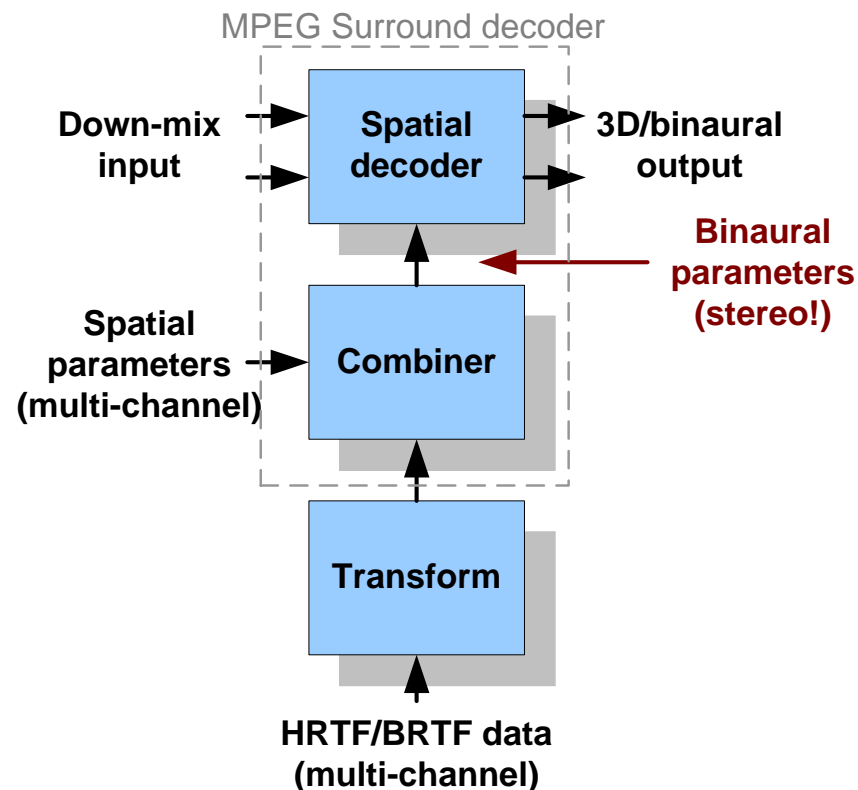 MPEG Surround decoder
Down-mix
input
Spatial
decoder
3D/binaural
output
Binaural
parameters
(stereo!)
Spatial
parameters
(multi-channel)
Combiner
Transform
HRTF/BRTF data
(multi-channel)